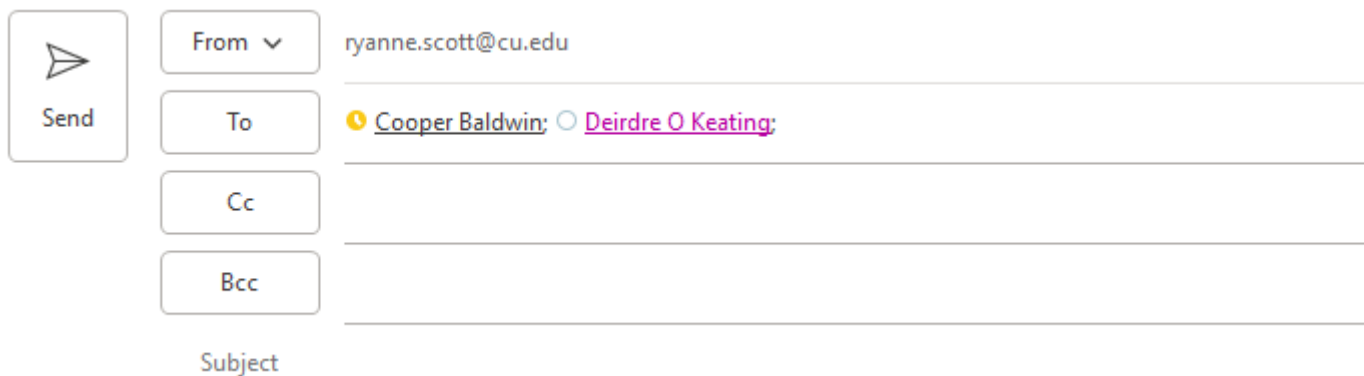 From ryanne.scott@cu.edu
Send To Cooper Baldwin; Deirdre O Keating;
Cc
Bcc
Subject